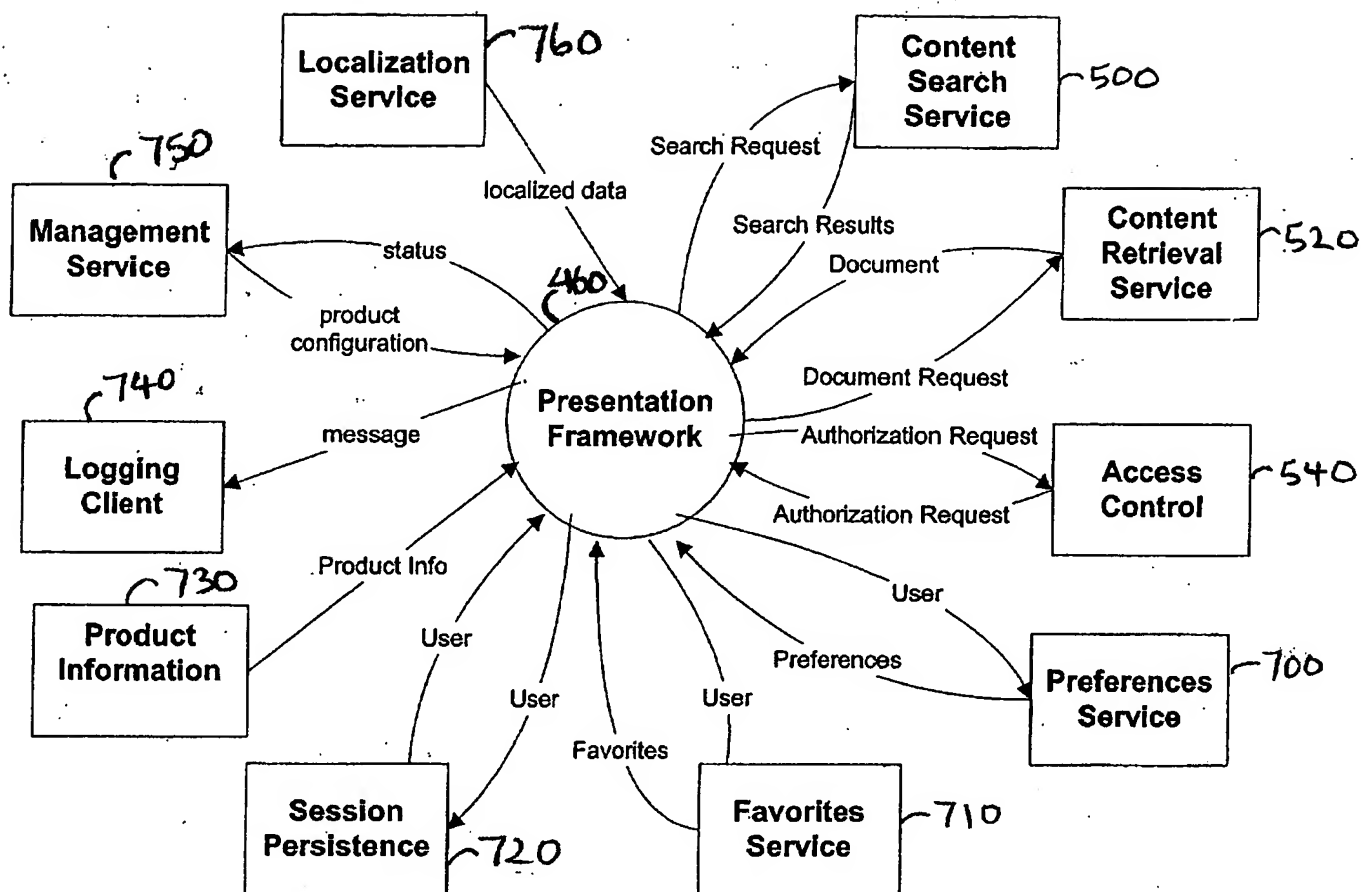 Localization
Service
760
Content
Search
Service
500
Search Request
750
Management
Service
localized data
Search Results
Content
Retrieval
Service
520
status
Document
460
product
configuration
Presentation
Framework
Document Request
740
message
Logging
Client
Authorization Request
Access
Control
540
Authorization Request
Product Info
730
Product
Information
User
User
Preferences
Preferences
Service
700
User
User
Favorites
Session
Persistence
720
Favorites
Service
710